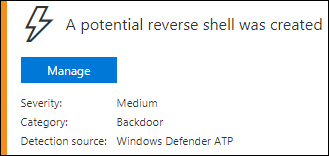 A potential reverse shell was created
Manage
Severity: Medium
Category: Backdoor
Detection source: Windows Defender ATP